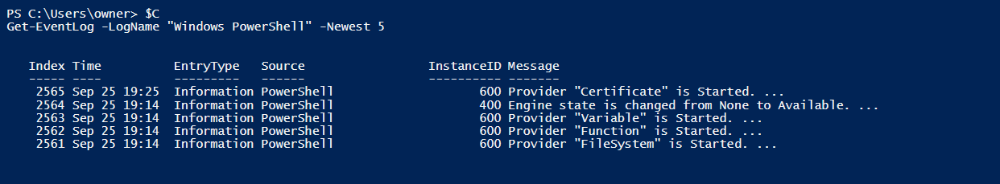 PS C:\Users\owner> $C
Get-EventLog -LogName "Windows PowerShell" -Newest 5
Index Time EntryType Source InstanceID Message
----- ---- --------- ------ ---------- -------
2565 Sep 25 19:25 Information PowerShell 600 Provider "Certificate" is Started. ...
2564 Sep 25 19:14 Information PowerShell 400 Engine state is changed from None to Available. ...
2563 Sep 25 19:14 Information PowerShell 600 Provider "Variable" is Started. ...
2562 Sep 25 19:14 Information PowerShell 600 Provider "Function" is Started. ...
2561 Sep 25 19:14 Information PowerShell 600 Provider "FileSystem" is Started. ...